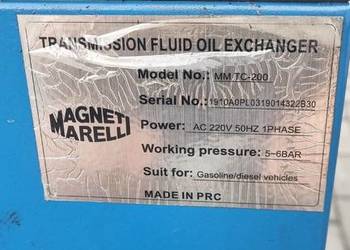 TRANSMISSION FLUID OIL EXCHANGER
Model No.: MM TC-200
Serial No.: 1910A0PL0319014322B30
MAGNETI MARELLI
Power: AC 220V 50HZ 1PHASE
Working pressure: 5-6BAR
Suit for: Gasoline/diesel vehicles
MADE IN PRC